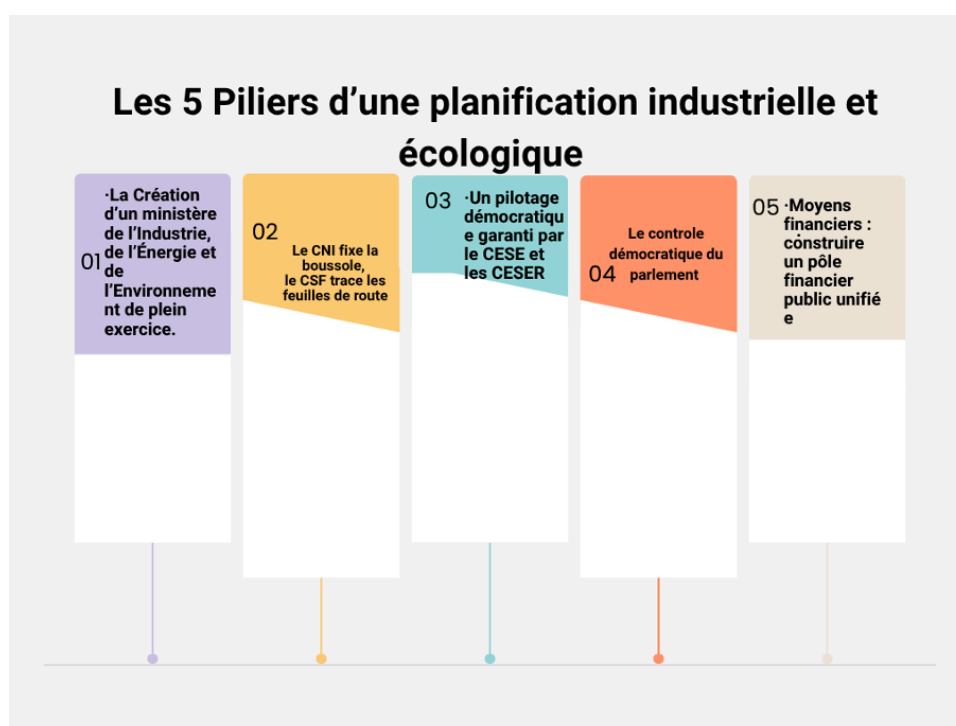 Les 5 Piliers d’une planification industrielle et
écologique
01
·La Création
d’un ministère
de l’Industrie,
de l’Énergie et
de
l’Environneme
nt de plein
exercice.
02
Le CNI fixe la
boussole,
le CSF trace les
feuilles de route
03
·Un pilotage
démocratiqu
e garanti par
le CESE et
les CESER
04
Le controle
démocratique du
parlement
05
·Moyens
financiers :
construire
un pôle
financier
public unifié
e